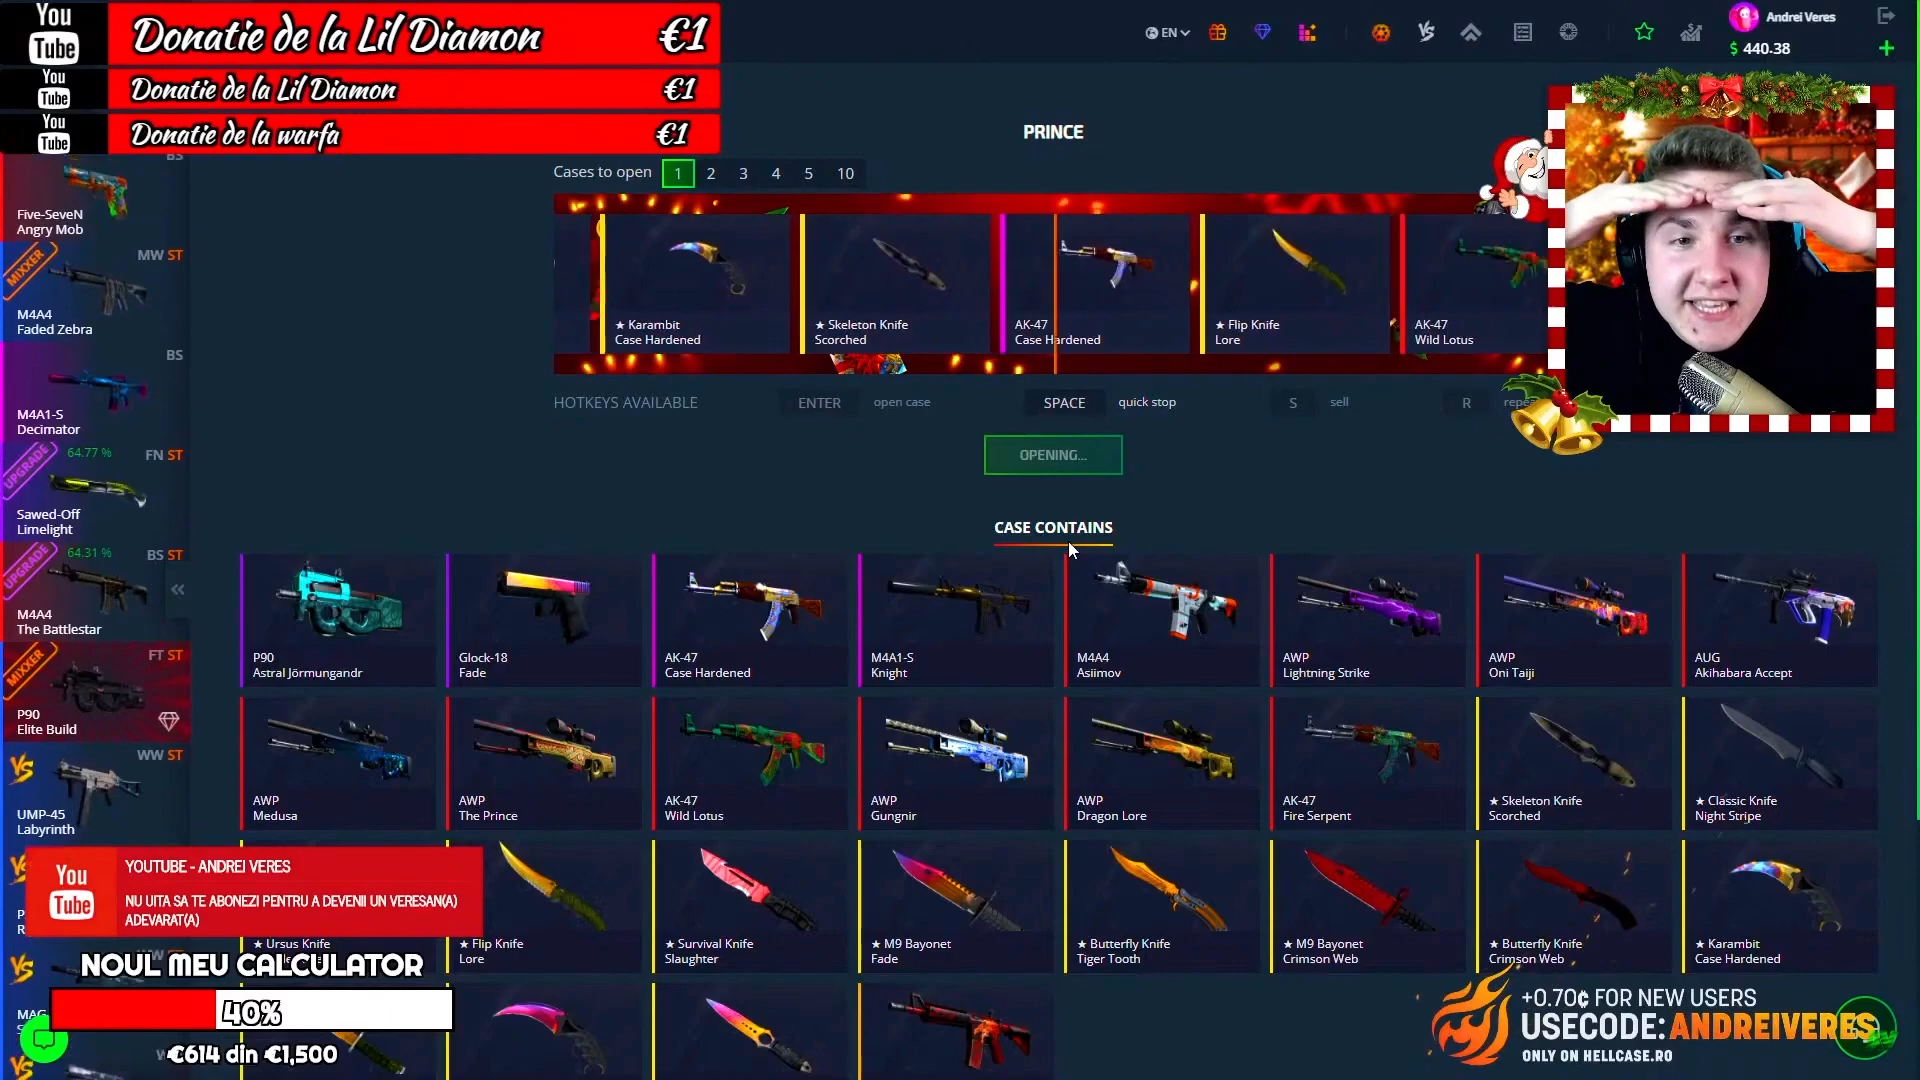 You
Tube
Donatie de la Lil Diamon €1
You
Tube
Donatie de la Lil Diamon €1
You
Tube
Donatie de la warfa €1
EN
VS
Andrei Veres
$ 440.38
PRINCE
Cases to open 1 2 3 4 5 10
★ Karambit
Case Hardened
★ Skeleton Knife
Scorched
AK-47
Case Hardened
★ Flip Knife
Lore
AK-47
Wild Lotus
HOTKEYS AVAILABLE ENTER open case SPACE quick stop S sell R
OPENING...
CASE CONTAINS
BS
Five-SeveN
Angry Mob
MIXXER
MW ST
M4A4
Faded Zebra
BS
M4A1-S
Decimator
UPGRADE
64.77 %
FN ST
Sawed-Off
Limelight
UPGRADE
64.31 %
BS ST
M4A4
The Battlestar
MIXXER
FT ST
P90
Elite Build
VS
WW ST
UMP-45
Labyrinth
P90
Astral Jörmungandr
Glock-18
Fade
AK-47
Case Hardened
M4A1-S
Knight
M4A4
Asiimov
AWP
Lightning Strike
AWP
Oni Taiji
AUG
Akihabara Accept
AWP
Medusa
AWP
The Prince
AK-47
Wild Lotus
AWP
Gungnir
AWP
Dragon Lore
AK-47
Fire Serpent
★ Skeleton Knife
Scorched
★ Classic Knife
Night Stripe
★ Ursus Knife
★ Flip Knife
Lore
★ Survival Knife
Slaughter
★ M9 Bayonet
Fade
★ Butterfly Knife
Tiger Tooth
★ M9 Bayonet
Crimson Web
★ Butterfly Knife
Crimson Web
★ Karambit
Case Hardened
You
Tube
YOUTUBE - ANDREI VERES
NU UITA SA TE ABONEZI PENTRU A DEVENII UN VERESAN(A)
ADEVARAT(A)
VS
NOUL MEU CALCULATOR
40%
€614 din €1,500
MAG
VS
+0.70¢ FOR NEW USERS
USECODE: ANDREIVERES
ONLY ON HELLCASE.RO